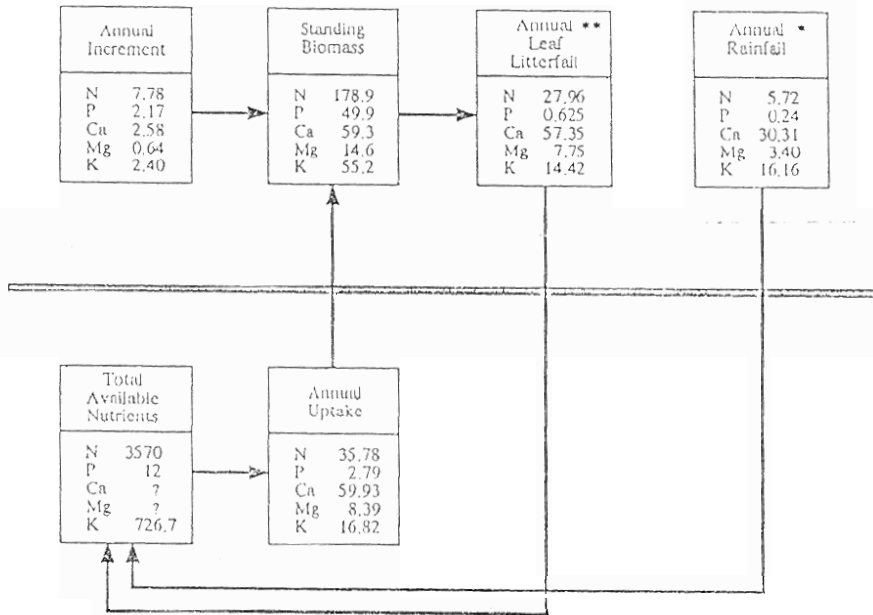 Annual
Increment
N 7.78
P 2.17
Ca 2.58
Mg 0.64
K 2.40
Standing
Biomass
N 178.9
P 49.9
Ca 59.3
Mg 14.6
K 55.2
Annual **
Leaf
Litterfall
N 27.96
P 0.625
Ca 57.35
Mg 7.75
K 14.42
Annual *
Rainfall
N 5.72
P 0.24
Ca 30.31
Mg 3.40
K 16.16
Total
Available
Nutrients
N 3570
P 12
Ca ?
Mg ?
K 726.7
Annual
Uptake
N 35.78
P 2.79
Ca 59.93
Mg 8.39
K 16.82